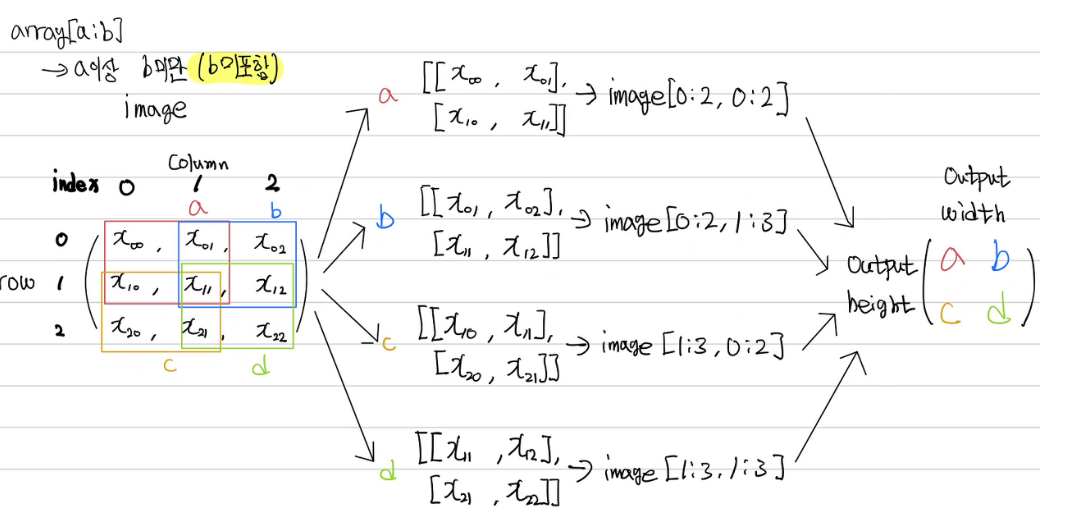 array[a:b]
→ a이상 b미만 (b미포함)
image
Column
index 0 1 2
a b
0 x₀₀, x₀₁, x₀₂
row 1 x₁₀, x₁₁, x₁₂
2 x₂₀, x₂₁, x₂₂
c d
a [[x₀₀, x₀₁],
[x₁₀, x₁₁]] → image[0:2, 0:2]
b [[x₀₁, x₀₂],
[x₁₁, x₁₂]] → image[0:2, 1:3]
c [[x₁₀, x₁₁],
[x₂₀, x₂₁]] → image [1:3, 0:2]
d [[x₁₁, x₁₂],
[x₂₁, x₂₂]] → image [1:3, 1:3]
Output
width
Output
height
a b
c d